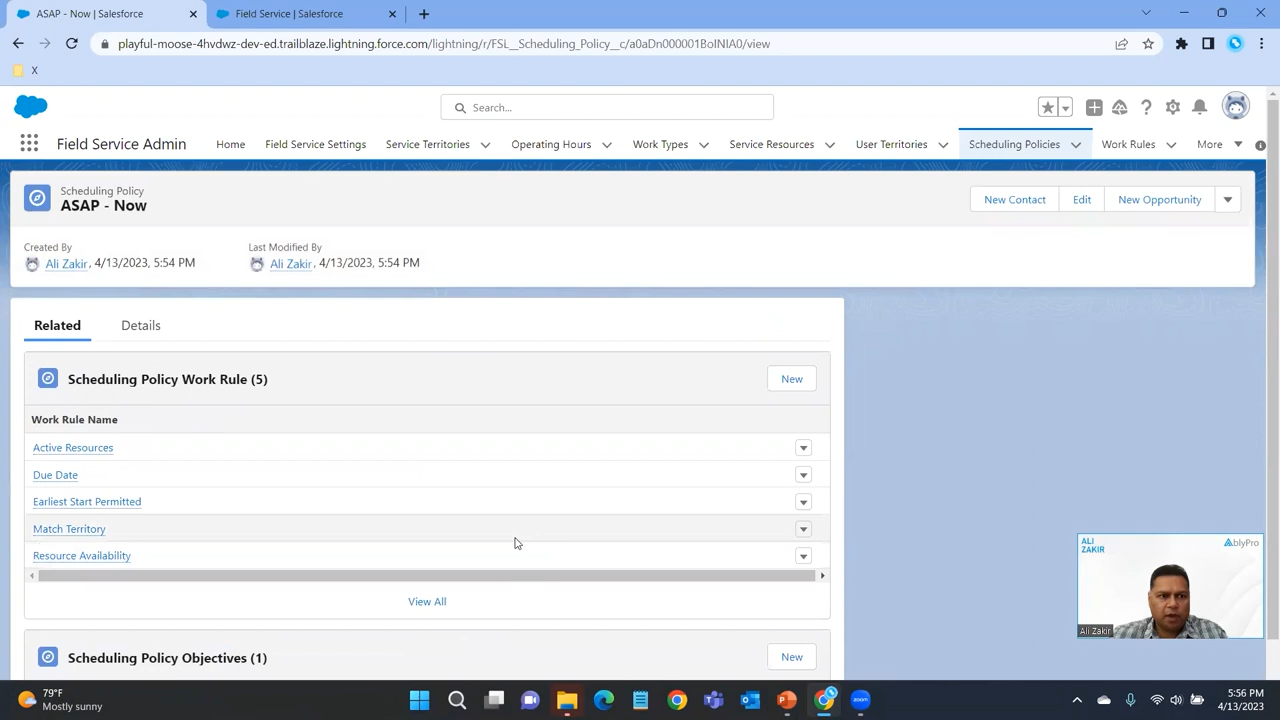 ASAP - Now | Salesforce
Field Service | Salesforce
playful-moose-4hvdwz-dev-ed.trailblaze.lightning.force.com/lightning/r/FSL__Scheduling_Policy__c/a0aDn000001BoINIA0/view
X
Search...
Field Service Admin
Home
Field Service Settings
Service Territories
Operating Hours
Work Types
Service Resources
User Territories
Scheduling Policies
Work Rules
More
Scheduling Policy
ASAP - Now
New Contact
Edit
New Opportunity
Created By
Last Modified By
Ali Zakir, 4/13/2023, 5:54 PM
Ali Zakir, 4/13/2023, 5:54 PM
Related
Details
Scheduling Policy Work Rule (5)
New
Work Rule Name
Active Resources
Due Date
Earliest Start Permitted
Match Territory
Resource Availability
View All
Scheduling Policy Objectives (1)
New
ALI
ZAKIR
AblyPro
Ali Zakir
79°F
Mostly sunny
zoom
5:56 PM
4/13/2023